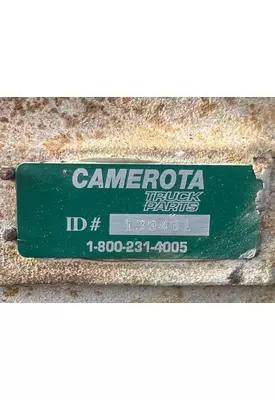 CAMEROTA
TRUCK
PARTS
ID #
1-800-231-4005